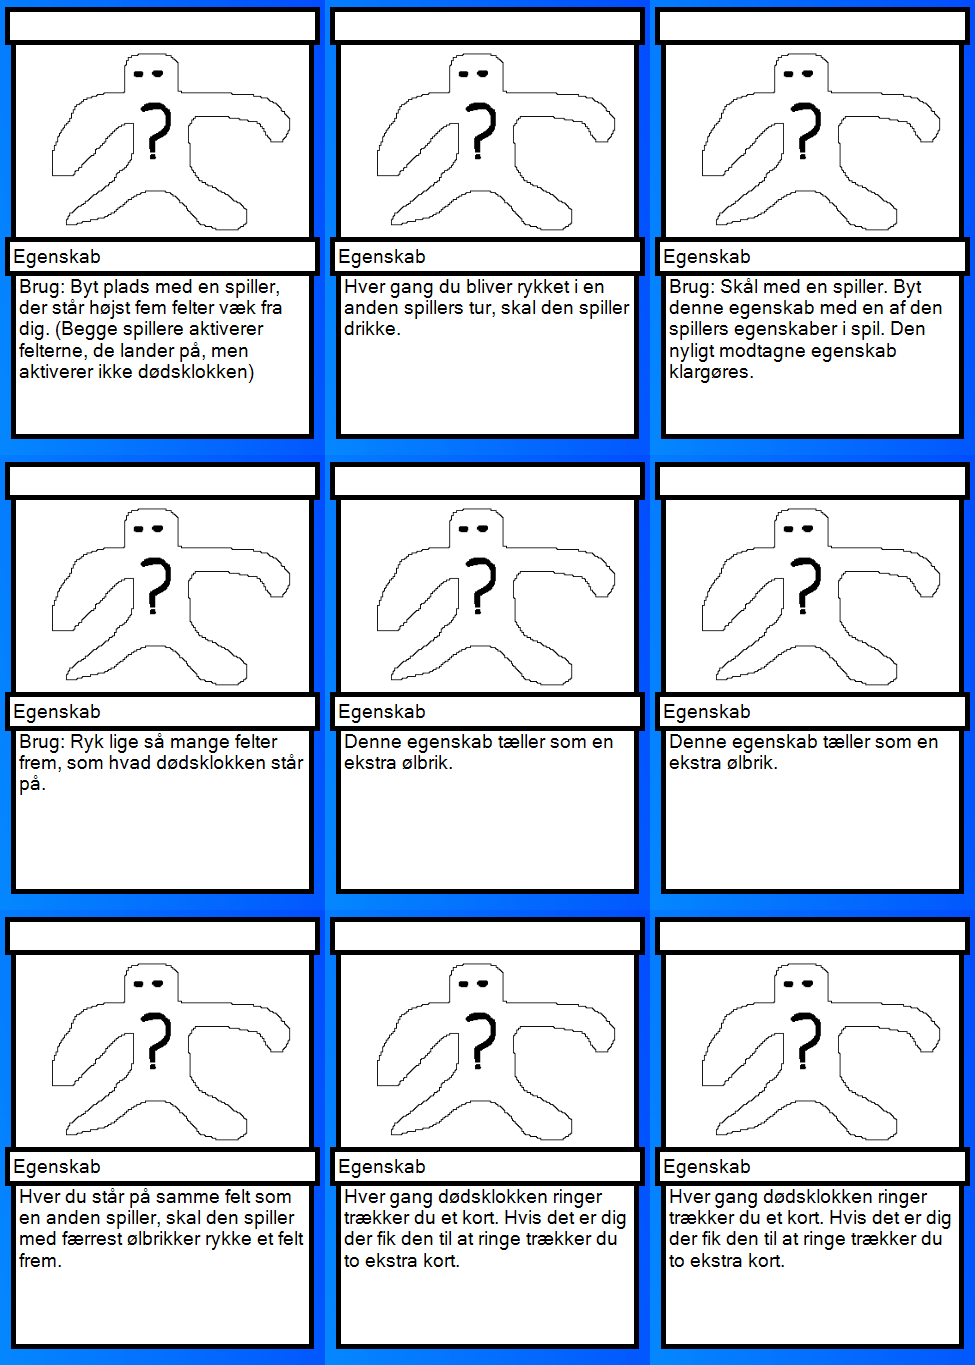 ?
?
?
Egenskab
Brug: Byt plads med en spiller,
der står højst fem felter væk fra
dig. (Begge spillere aktiverer
felterne, de lander på, men
aktiverer ikke dødsklokken)
Egenskab
Hver gang du bliver rykket i en
anden spillers tur, skal den spiller
drikke.
Egenskab
Brug: Skål med en spiller. Byt
denne egenskab med en af den
spillers egenskaber i spil. Den
nyligt modtagne egenskab
klargøres.
?
?
?
Egenskab
Brug: Ryk lige så mange felter
frem, som hvad dødsklokken står
på.
Egenskab
Denne egenskab tæller som en
ekstra ølbrik.
Egenskab
Denne egenskab tæller som en
ekstra ølbrik.
?
?
?
Egenskab
Hver du står på samme felt som
en anden spiller, skal den spiller
med færrest ølbrikker rykke et felt
frem.
Egenskab
Hver gang dødsklokken ringer
trækker du et kort. Hvis det er dig
der fik den til at ringe trækker du
to ekstra kort.
Egenskab
Hver gang dødsklokken ringer
trækker du et kort. Hvis det er dig
der fik den til at ringe trækker du
to ekstra kort.